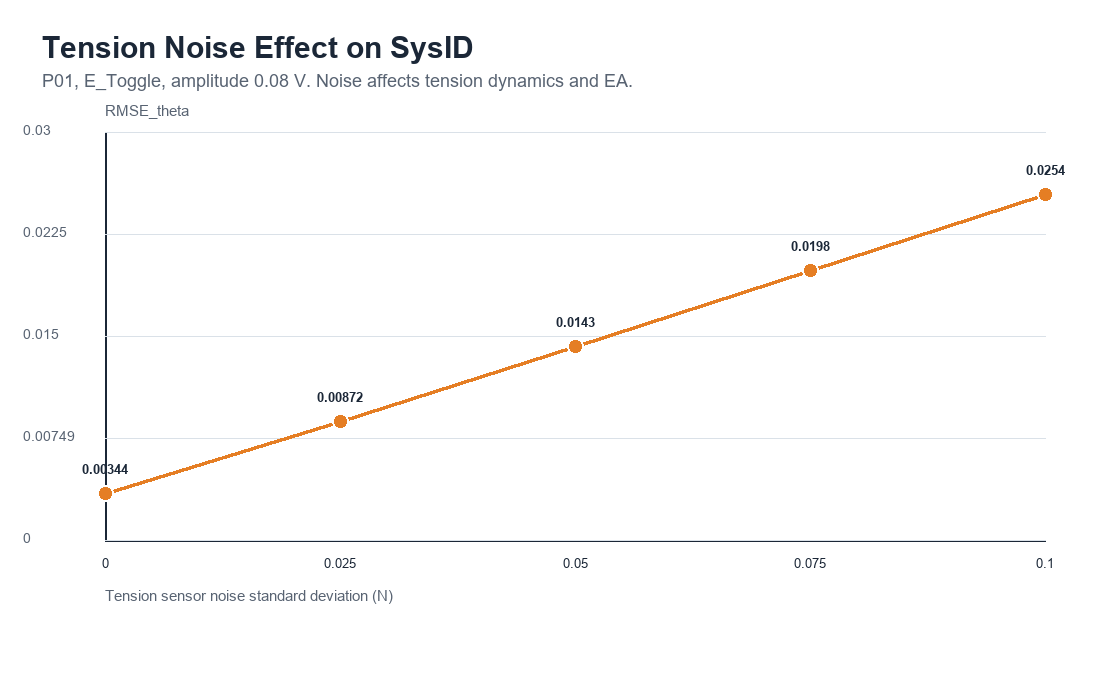 Tension Noise Effect on SysID
P01, E_Toggle, amplitude 0.08 V. Noise affects tension dynamics and EA.
RMSE_theta
0.03
0.0254
0.0225
0.0198
0.015
0.0143
0.00872
0.00749
0.00344
0
0 0.025 0.05 0.075 0.1
Tension sensor noise standard deviation (N)